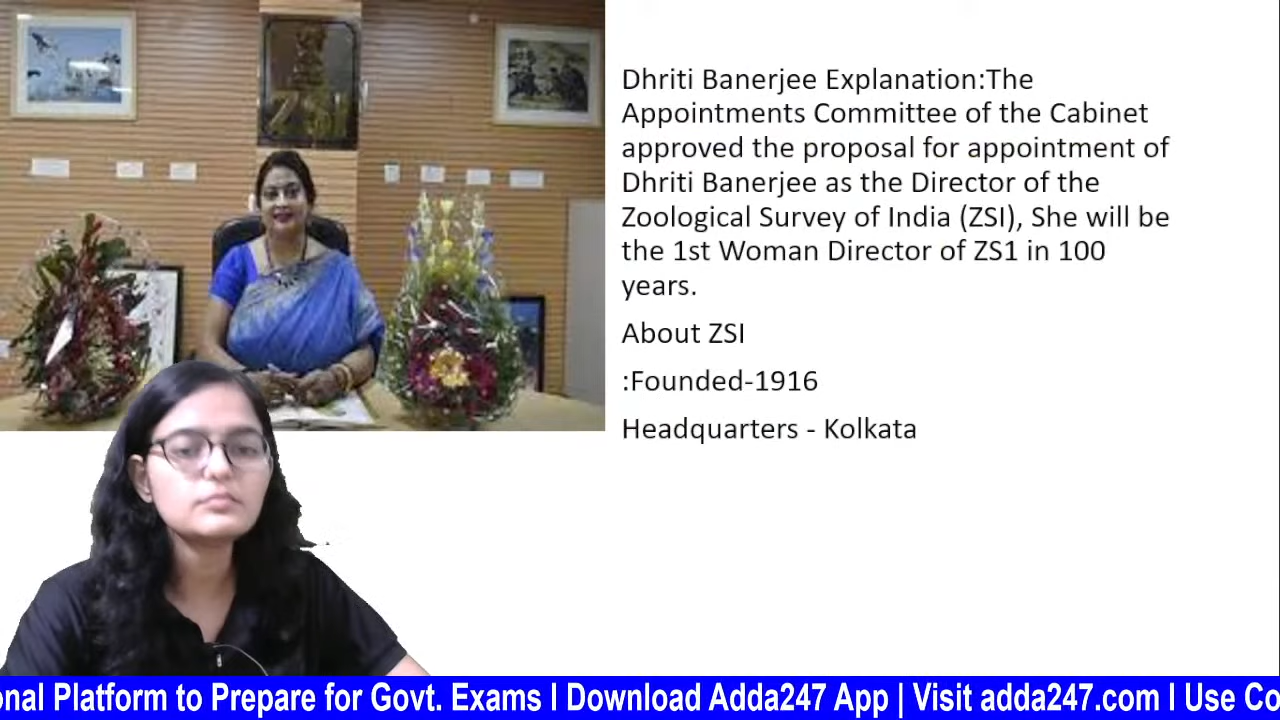 ZSI
Dhriti Banerjee Explanation:The
Appointments Committee of the Cabinet
approved the proposal for appointment of
Dhriti Banerjee as the Director of the
Zoological Survey of India (ZSI), She will be
the 1st Woman Director of ZS1 in 100
years.
About ZSI
:Founded-1916
Headquarters - Kolkata
onal Platform to Prepare for Govt. Exams I Download Adda247 App | Visit adda247.com I Use Co